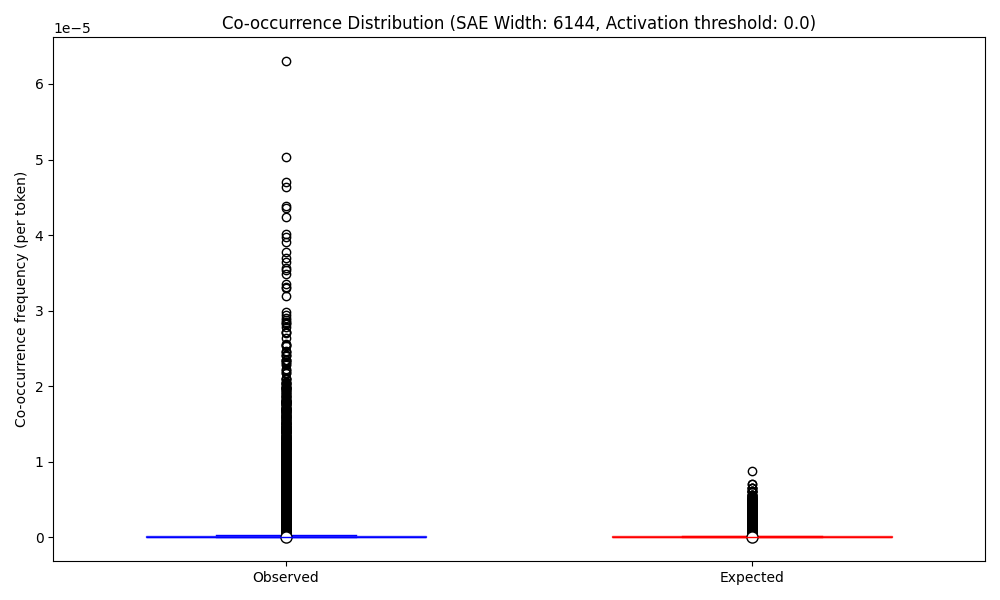 Co-occurrence Distribution (SAE Width: 6144, Activation threshold: 0.0)
1e−5
6
5
4
3
2
1
0
Co-occurrence frequency (per token)
Observed
Expected